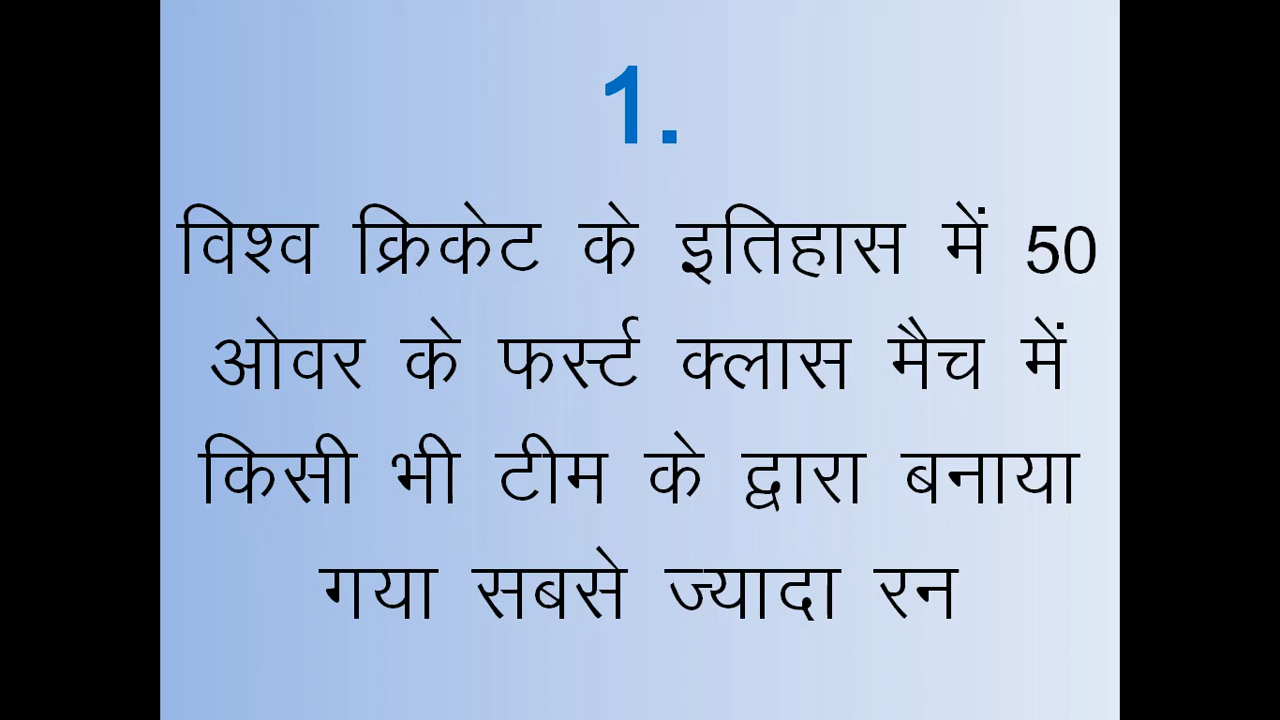 1.
विश्व क्रिकेट के इतिहास में 50
ओवर के फर्स्ट क्लास मैच में
किसी भी टीम के द्वारा बनाया
गया सबसे ज्यादा रन